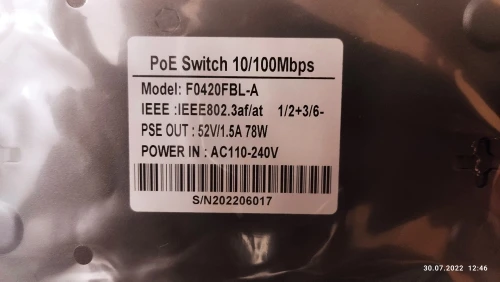 PoE Switch 10/100Mbps
Model: F0420FBL-A
IEEE :IEEE802.3af/at 1/2+3/6-
PSE OUT : 52V/1.5A 78W
POWER IN : AC110-240V
S/N202206017
30.07.2022 12:46